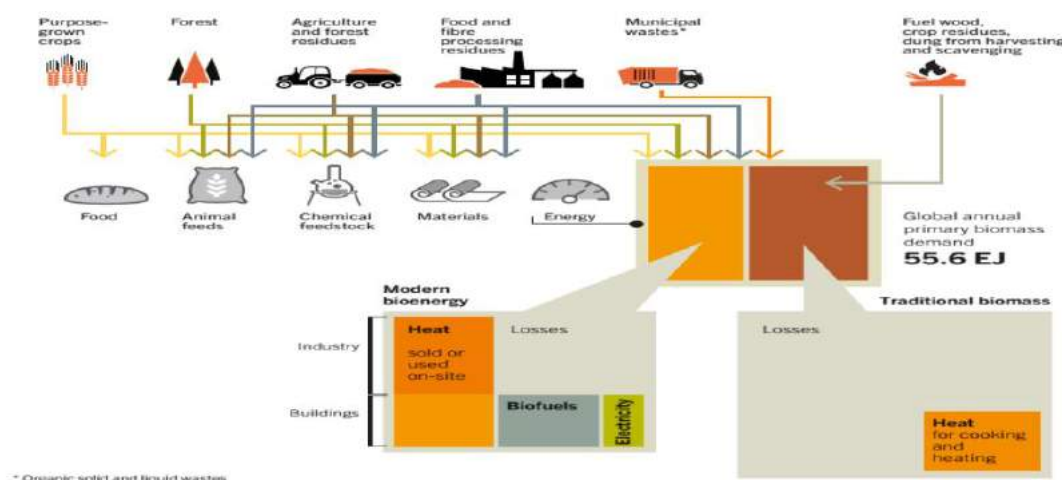 Purpose-
grown
crops
Forest
Agriculture
and forest
residues
Food and
fibre
processing
residues
Municipal
wastes*
Fuel wood,
crop residues,
dung from harvesting
and scavenging
Food
Animal
feeds
Chemical
feedstock
Materials
Energy
Global annual
primary biomass
demand
55.6 EJ
Modern
bioenergy
Traditional biomass
Industry
Buildings
Heat
sold or
used
on-site
Losses
Biofuels
Electricity
Losses
Heat
for cooking
and
heating
* Organic solid and liquid wastes